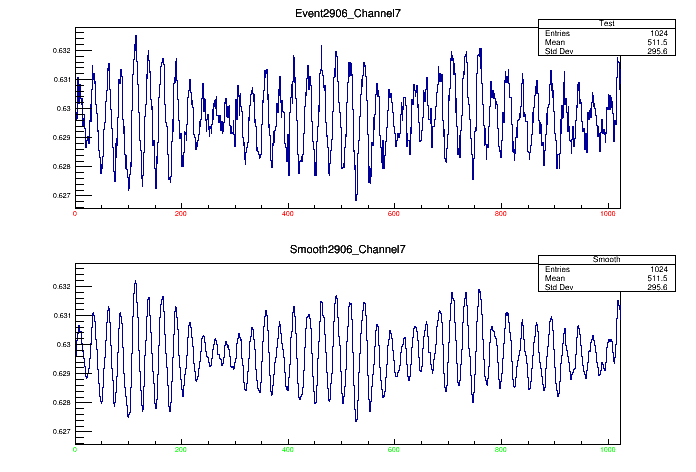 Event2906_Channel7
Test
Entries 1024
Mean 511.5
Std Dev 295.6
0.632
0.631
0.63
0.629
0.628
0.627
0 200 400 600 800 1000
Smooth2906_Channel7
Smooth
Entries 1024
Mean 511.5
Std Dev 295.6
0.632
0.631
0.63
0.629
0.628
0.627
0 200 400 600 800 1000